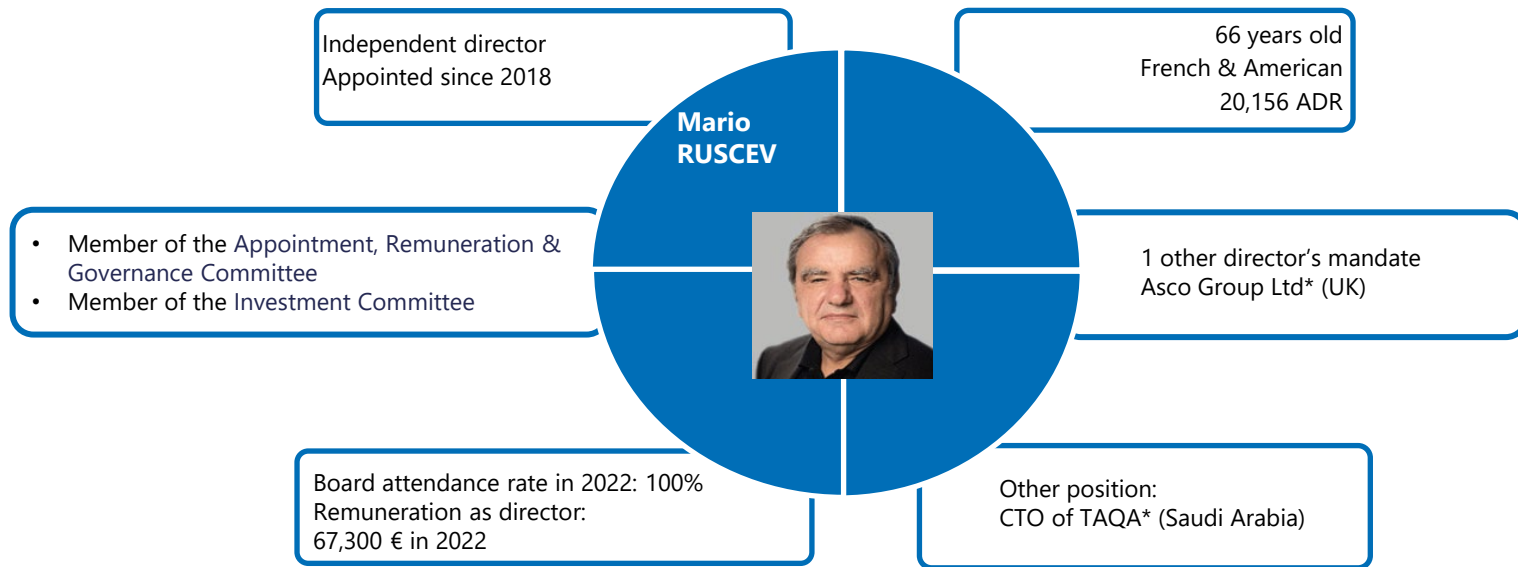 Independent director
Appointed since 2018
66 years old
French & American
20,156 ADR
Mario
RUSCEV
• Member of the Appointment, Remuneration &
Governance Committee
• Member of the Investment Committee
1 other director’s mandate
Asco Group Ltd* (UK)
Board attendance rate in 2022: 100%
Remuneration as director:
67,300 € in 2022
Other position:
CTO of TAQA* (Saudi Arabia)